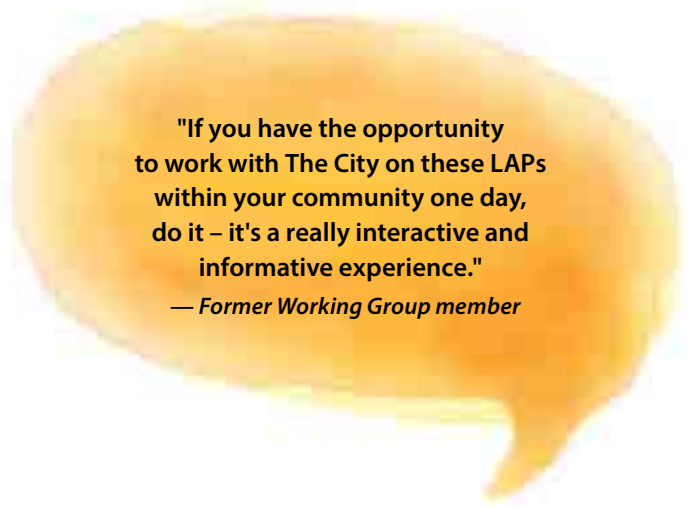 "If you have the opportunity
to work with The City on these LAPs
within your community one day,
do it – it's a really interactive and
informative experience."
— Former Working Group member